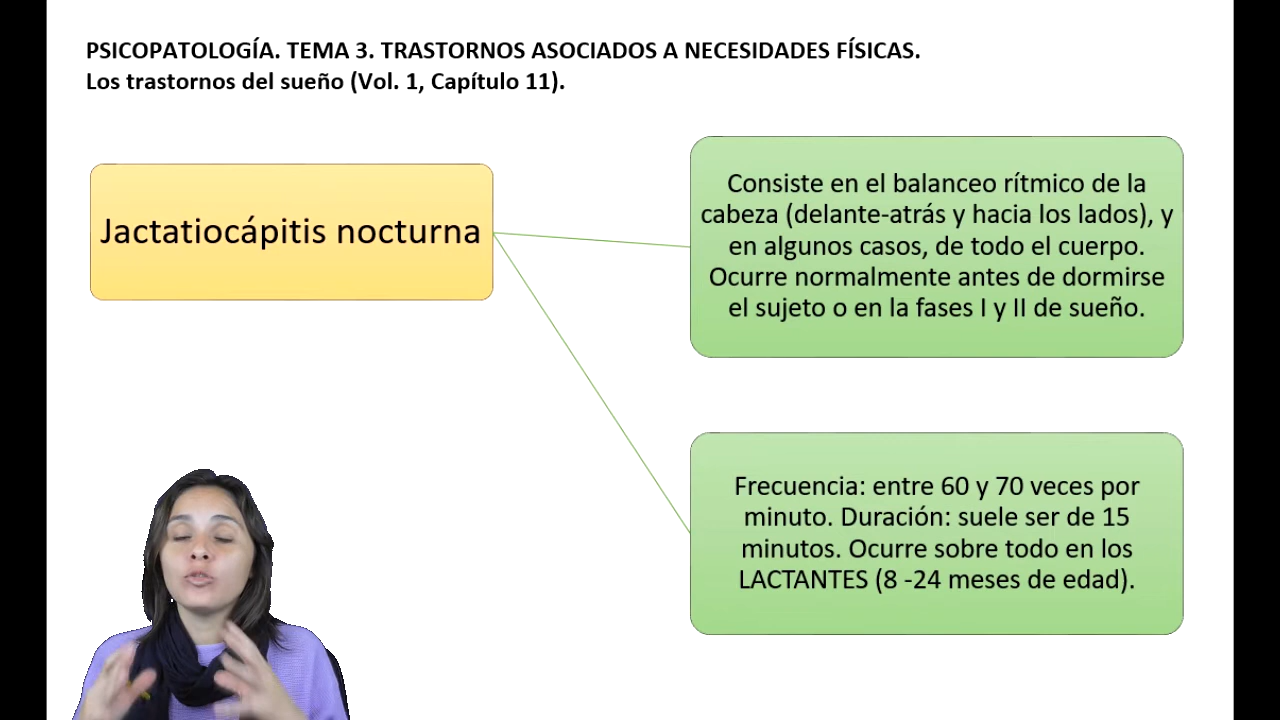 PSICOPATOLOGÍA. TEMA 3. TRASTORNOS ASOCIADOS A NECESIDADES FÍSICAS.
Los trastornos del sueño (Vol. 1, Capítulo 11).
Jactatiocápitis nocturna
Consiste en el balanceo rítmico de la
cabeza (delante-atrás y hacia los lados), y
en algunos casos, de todo el cuerpo.
Ocurre normalmente antes de dormirse
el sujeto o en la fases I y II de sueño.
Frecuencia: entre 60 y 70 veces por
minuto. Duración: suele ser de 15
minutos. Ocurre sobre todo en los
LACTANTES (8 -24 meses de edad).